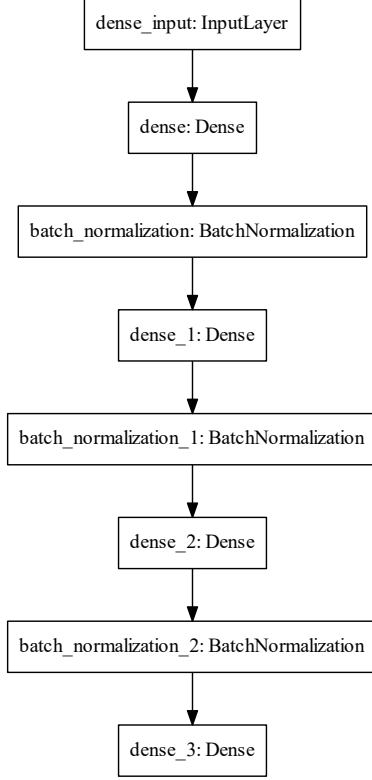 dense_input: InputLayer
dense: Dense
batch_normalization: BatchNormalization
dense_1: Dense
batch_normalization_1: BatchNormalization
dense_2: Dense
batch_normalization_2: BatchNormalization
dense_3: Dense